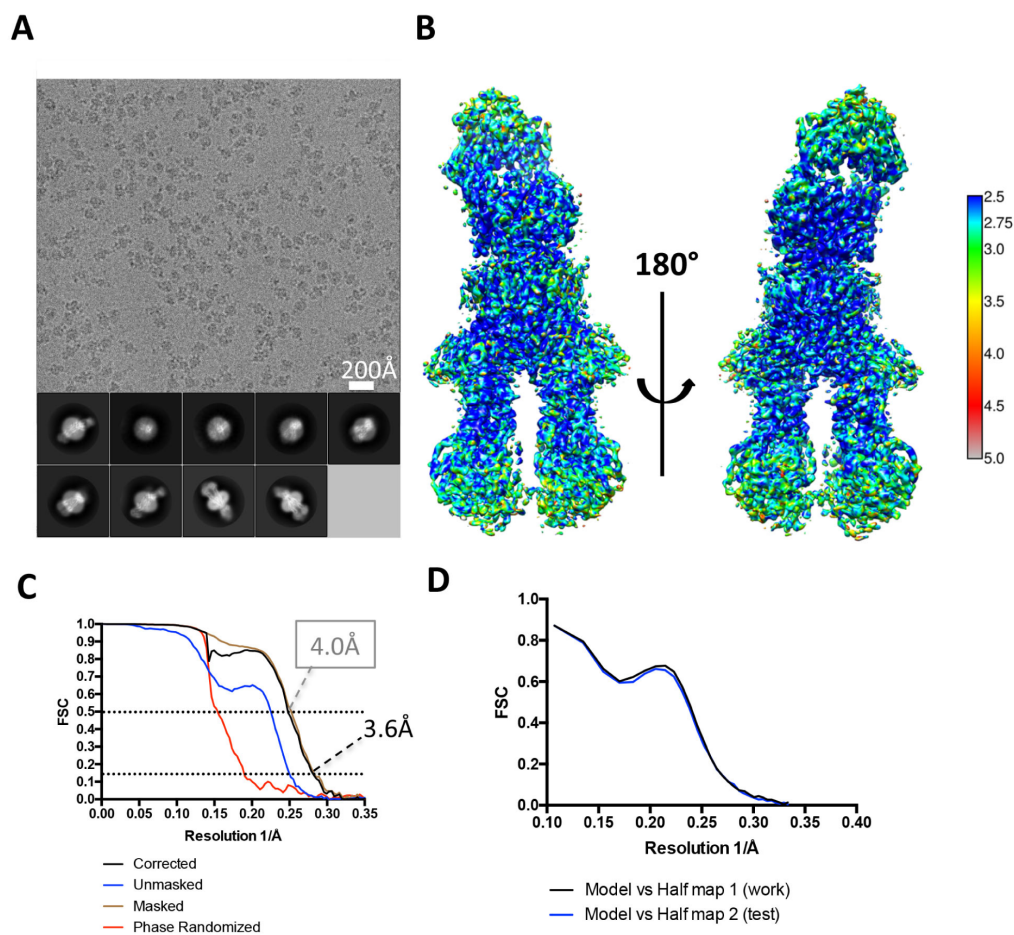 A
B
200Å
180°
2.5
3.0
3.5
4.0
4.5
5.0
C
1.0
0.9
0.8
0.7
0.6
0.5
0.4
0.3
0.2
0.1
0.0
FSC
4.0Å
3.6Å
0.00
0.05
0.10
0.15
0.20
0.25
0.30
0.35
Resolution 1/Å
Corrected
Unmasked
Masked
Phase Randomized
D
1.0
0.8
0.6
0.4
0.2
0.0
FSC
0.10
0.15
0.20
0.25
0.30
0.35
0.40
Resolution 1/Å
Model vs Half map 1 (work)
Model vs Half map 2 (test)